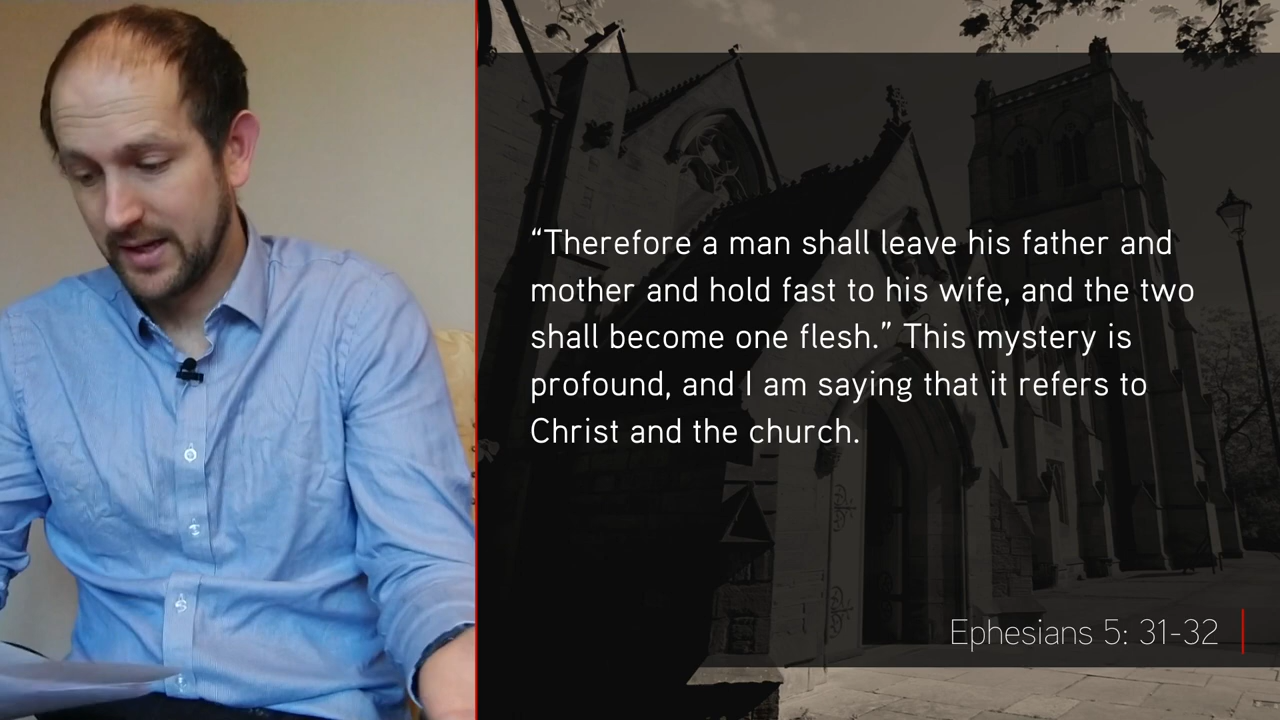 “Therefore a man shall leave his father and
mother and hold fast to his wife, and the two
shall become one flesh.” This mystery is
profound, and I am saying that it refers to
Christ and the church.
Ephesians 5: 31-32